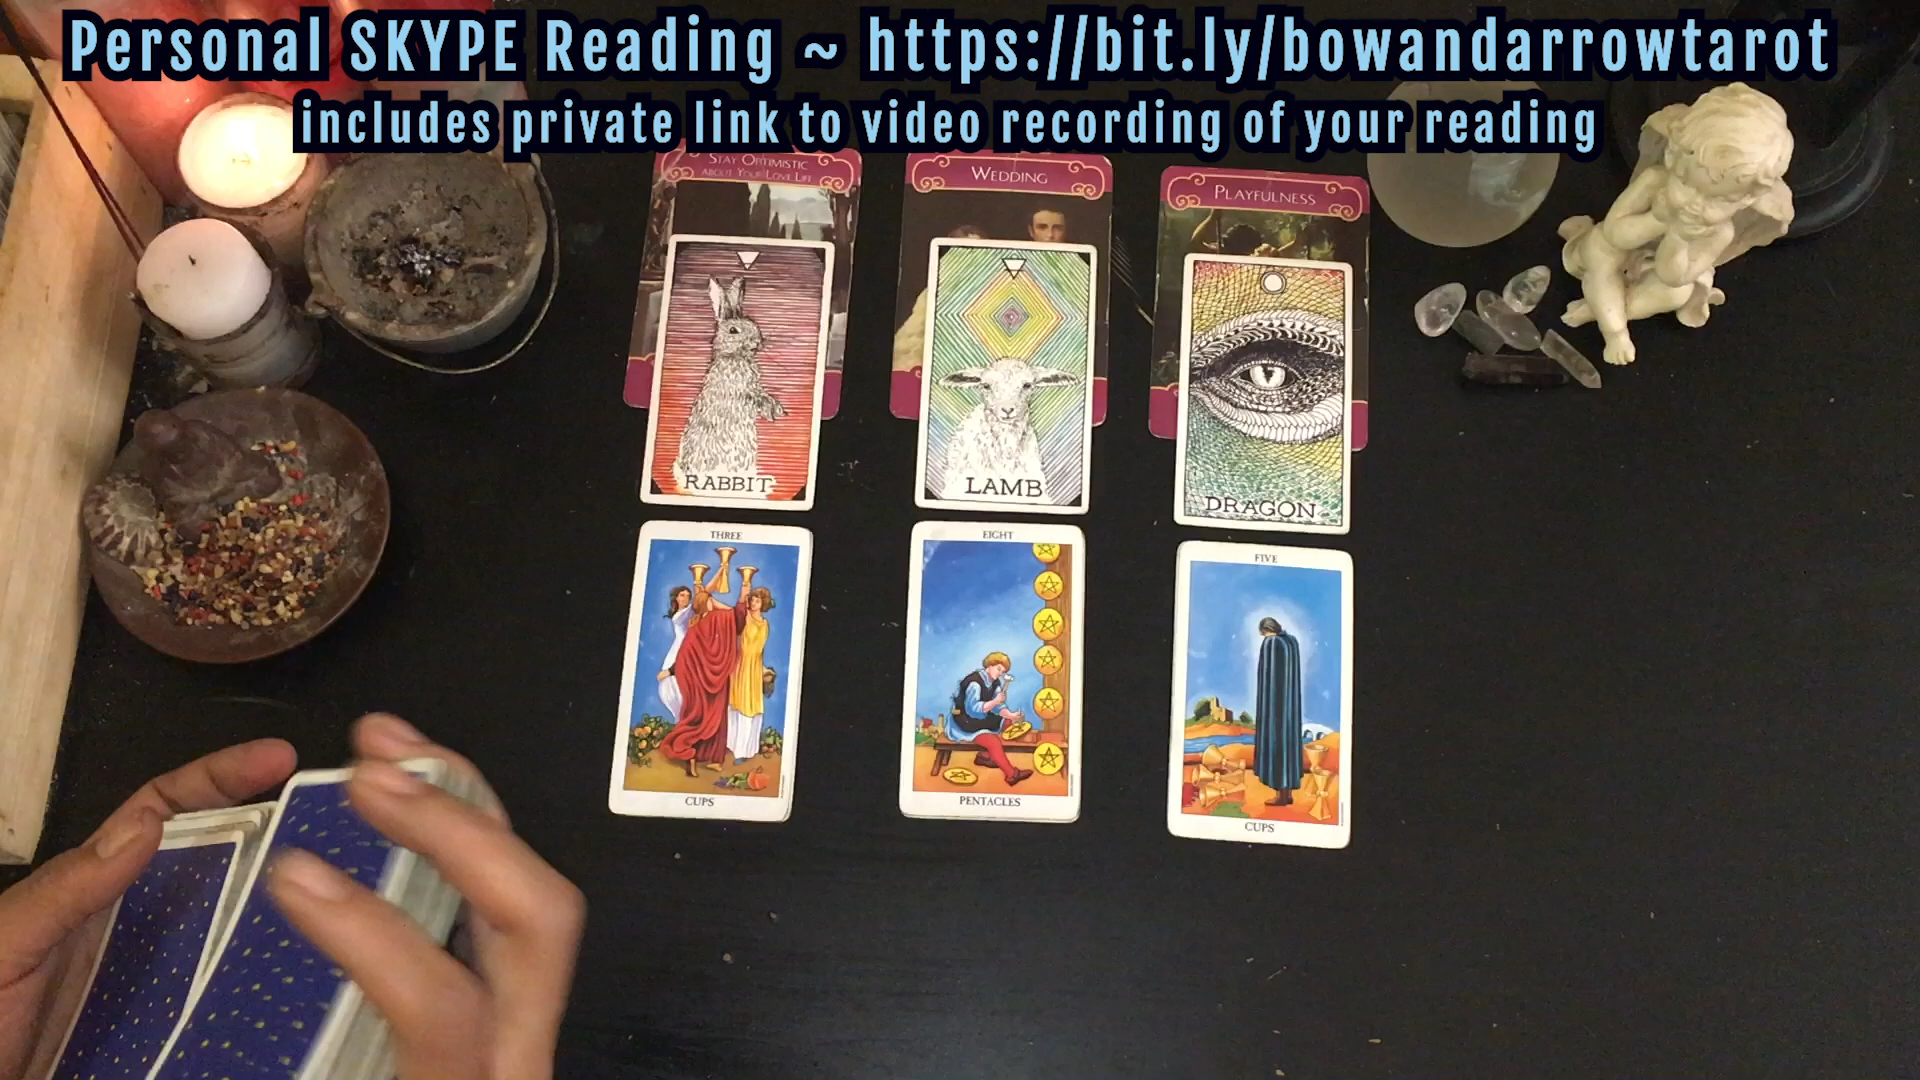 Personal SKYPE Reading ~ https://bit.ly/bowandarrowtarot
includes private link to video recording of your reading
STAY OPTIMISTIC
ABOUT YOUR LOVE LIFE
WEDDING
PLAYFULNESS
RABBIT
LAMB
DRAGON
THREE
CUPS
EIGHT
PENTACLES
FIVE
CUPS